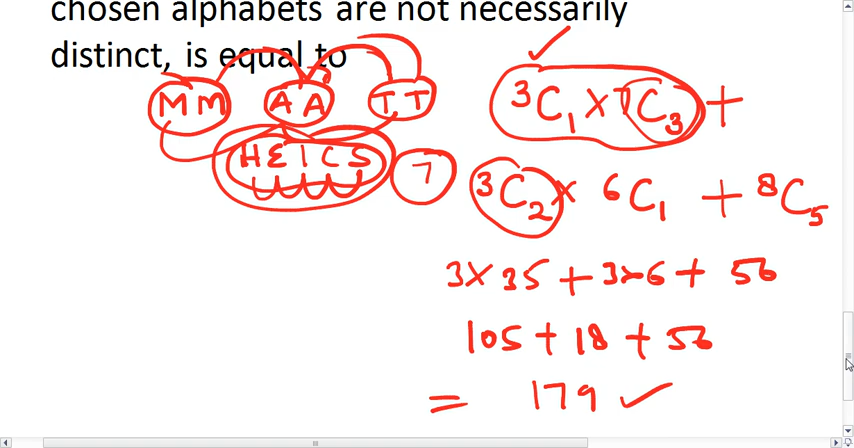 chosen alphabets are not necessarily
distinct, is equal to
MM AA TT
HEICS 7
³C₁ × ⁷C₃ +
³C₂ × ⁶C₁ + ⁸C₅
3×35 + 3×6 + 56
105 + 18 + 56
= 179 ✓